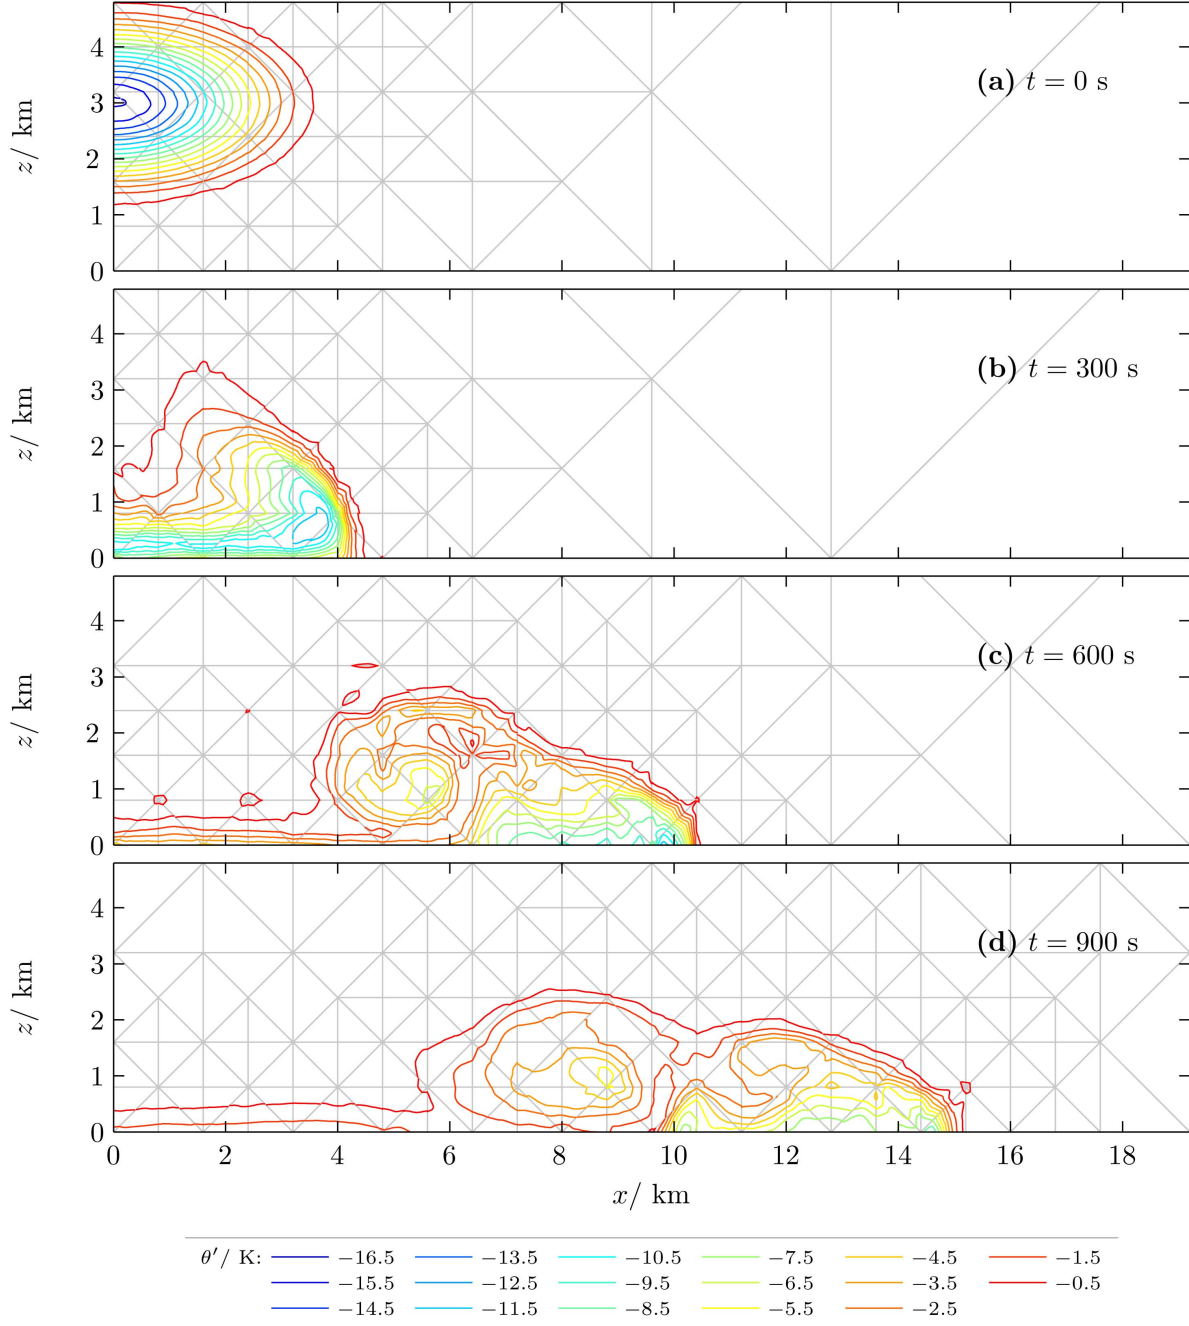 4
3
2
1
0
z/ km
(a) t = 0 s
4
3
2
1
0
z/ km
(b) t = 300 s
4
3
2
1
0
z/ km
(c) t = 600 s
4
3
2
1
0
z/ km
(d) t = 900 s
0 2 4 6 8 10 12 14 16 18
x/ km
θ′/ K: −16.5 −13.5 −10.5 −7.5 −4.5 −1.5
−15.5 −12.5 −9.5 −6.5 −3.5 −0.5
−14.5 −11.5 −8.5 −5.5 −2.5